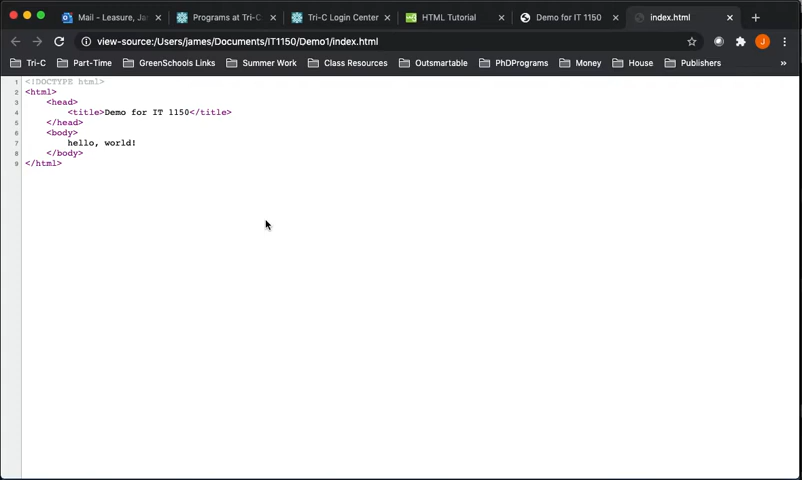 Mail - Leasure, Ja
Programs at Tri-C
Tri-C Login Center
HTML Tutorial
Demo for IT 1150
index.html
view-source:/Users/james/Documents/IT1150/Demo1/index.html
J
Tri-C
Part-Time
GreenSchools Links
Summer Work
Class Resources
Outsmartable
PhDPrograms
Money
House
Publishers
»
1 <!DOCTYPE html>
2 <html>
3 <head>
4 <title>Demo for IT 1150</title>
5 </head>
6 <body>
7 hello, world!
8 </body>
9 </html>